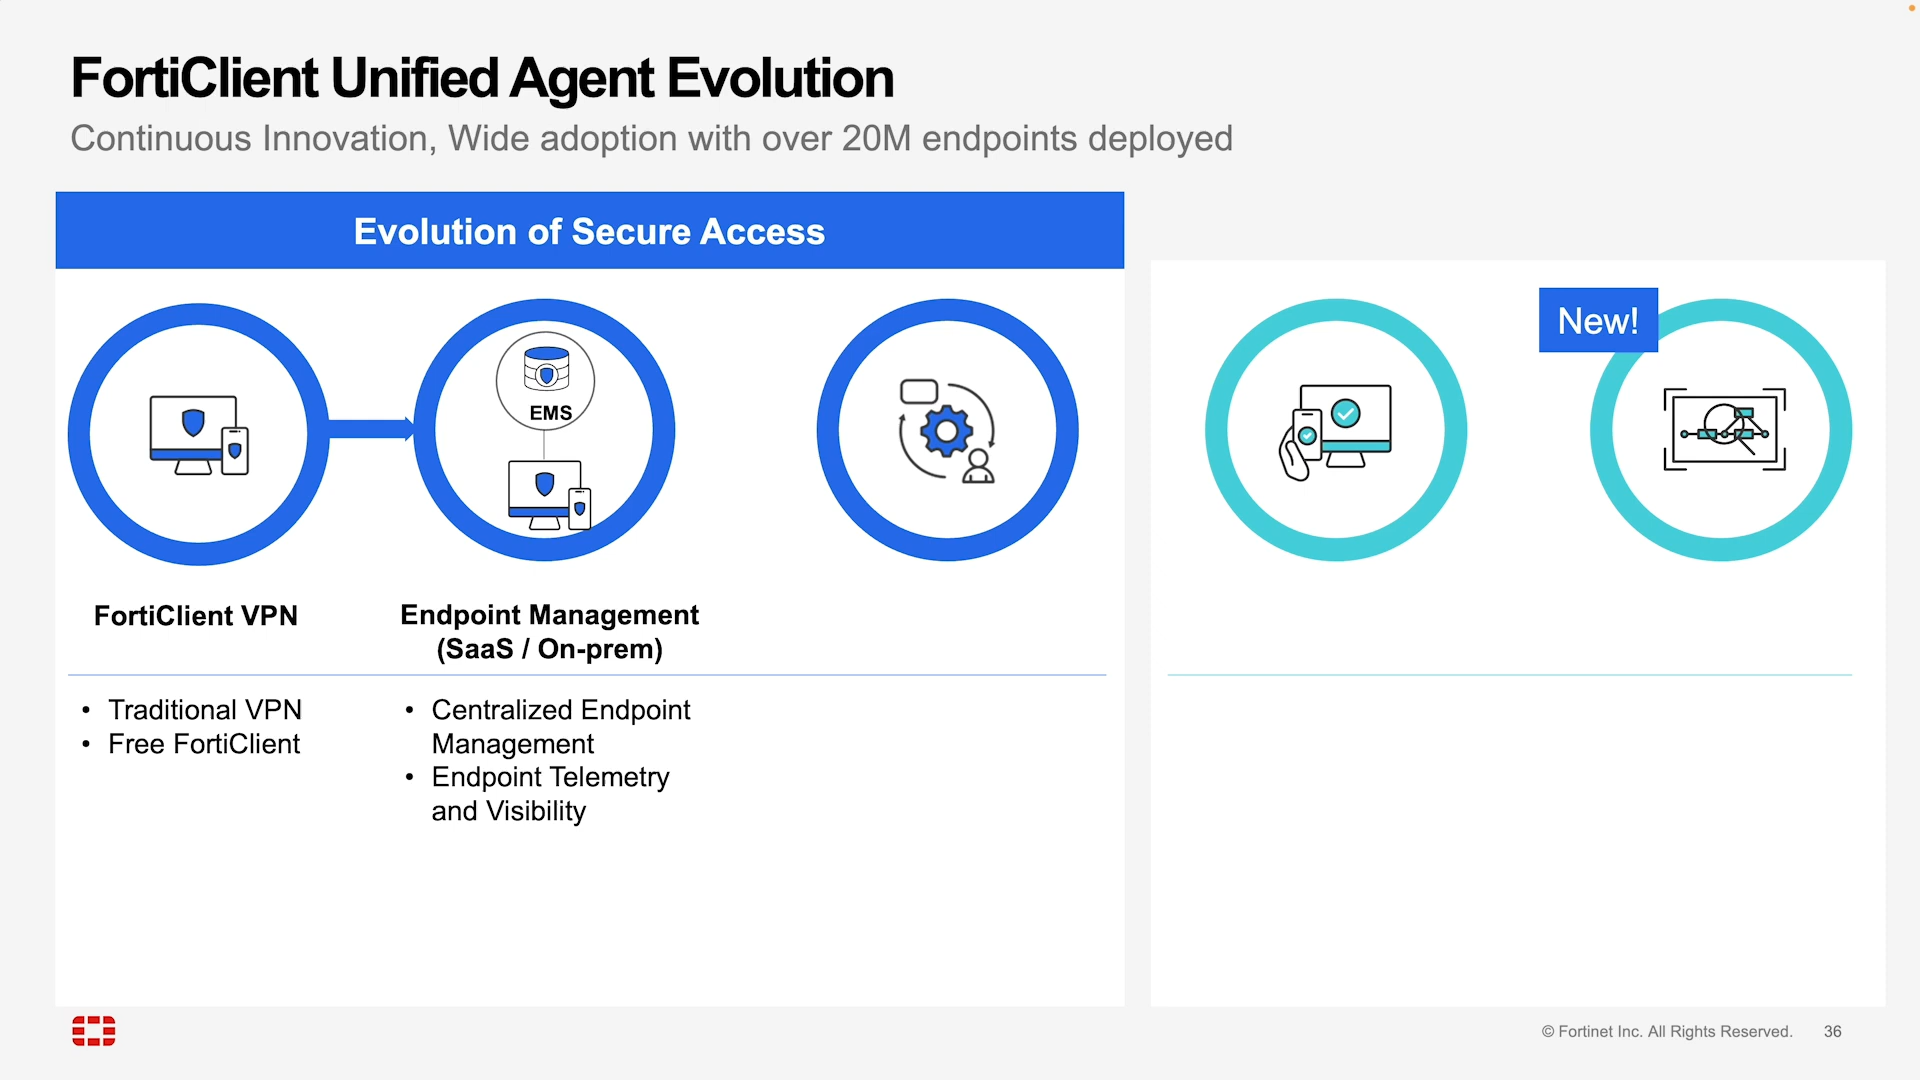 FortiClient Unified Agent Evolution
Continuous Innovation, Wide adoption with over 20M endpoints deployed
Evolution of Secure Access
New!
EMS
FortiClient VPN
Endpoint Management
(SaaS / On-prem)
• Traditional VPN
• Free FortiClient
• Centralized Endpoint
Management
• Endpoint Telemetry
and Visibility
© Fortinet Inc. All Rights Reserved.
36